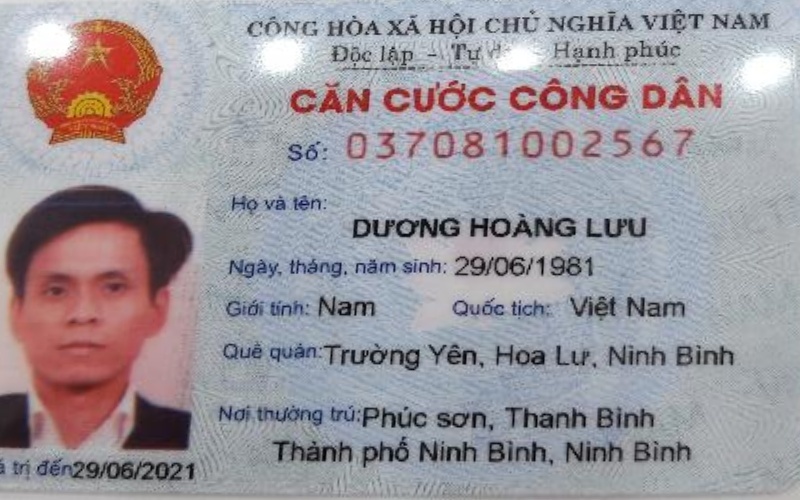 CỘNG HÒA XÃ HỘI CHỦ NGHĨA VIỆT NAM
Độc lập - Tự do - Hạnh phúc
CĂN CƯỚC CÔNG DÂN
Số: 037081002567
Họ và tên:
DƯƠNG HOÀNG LƯU
Ngày, tháng, năm sinh: 29/06/1981
Giới tính: Nam Quốc tịch: Việt Nam
Quê quán: Trường Yên, Hoa Lư, Ninh Bình
Nơi thường trú: Phúc sơn, Thanh Bình
Thành phố Ninh Bình, Ninh Bình
á trị đến 29/06/2021